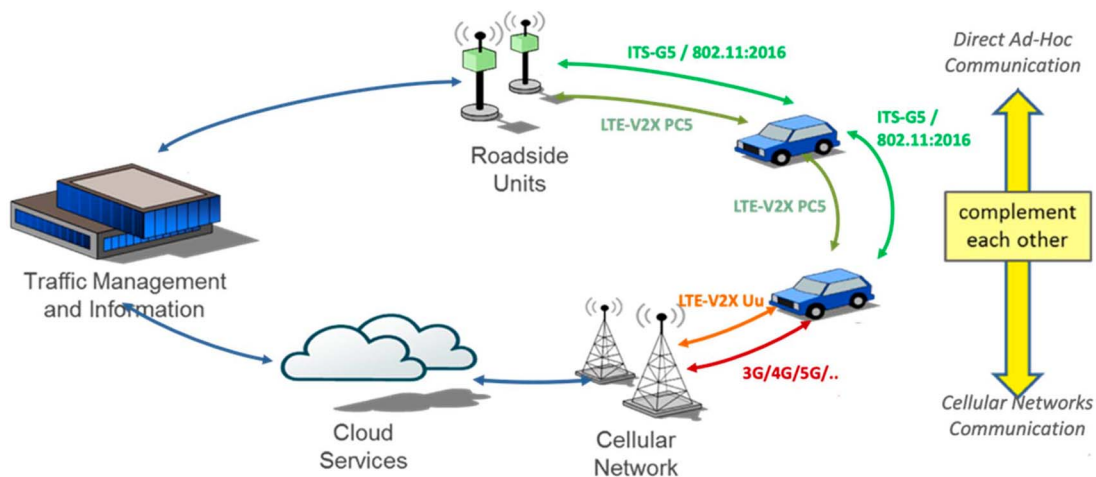 ITS-G5 / 802.11:2016
Direct Ad-Hoc
Communication
LTE-V2X PC5
ITS-G5 /
802.11:2016
Roadside
Units
LTE-V2X PC5
complement
each other
Traffic Management
and Information
LTE-V2X Uu
3G/4G/5G/..
Cellular Networks
Communication
Cloud
Services
Cellular
Network